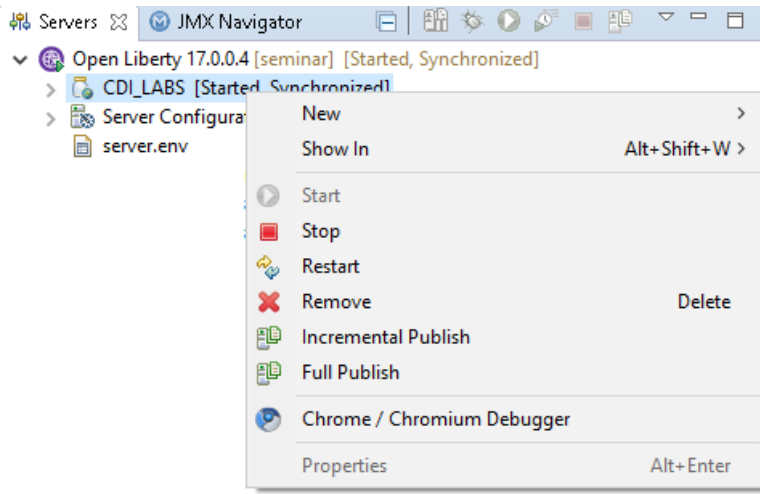 Servers JMX Navigator
Open Liberty 17.0.0.4 [seminar] [Started, Synchronized]
CDI_LABS [Started, Synchronized]
Server Configura
server.env
New
Show In Alt+Shift+W
Start
Stop
Restart
Remove Delete
Incremental Publish
Full Publish
Chrome / Chromium Debugger
Properties Alt+Enter